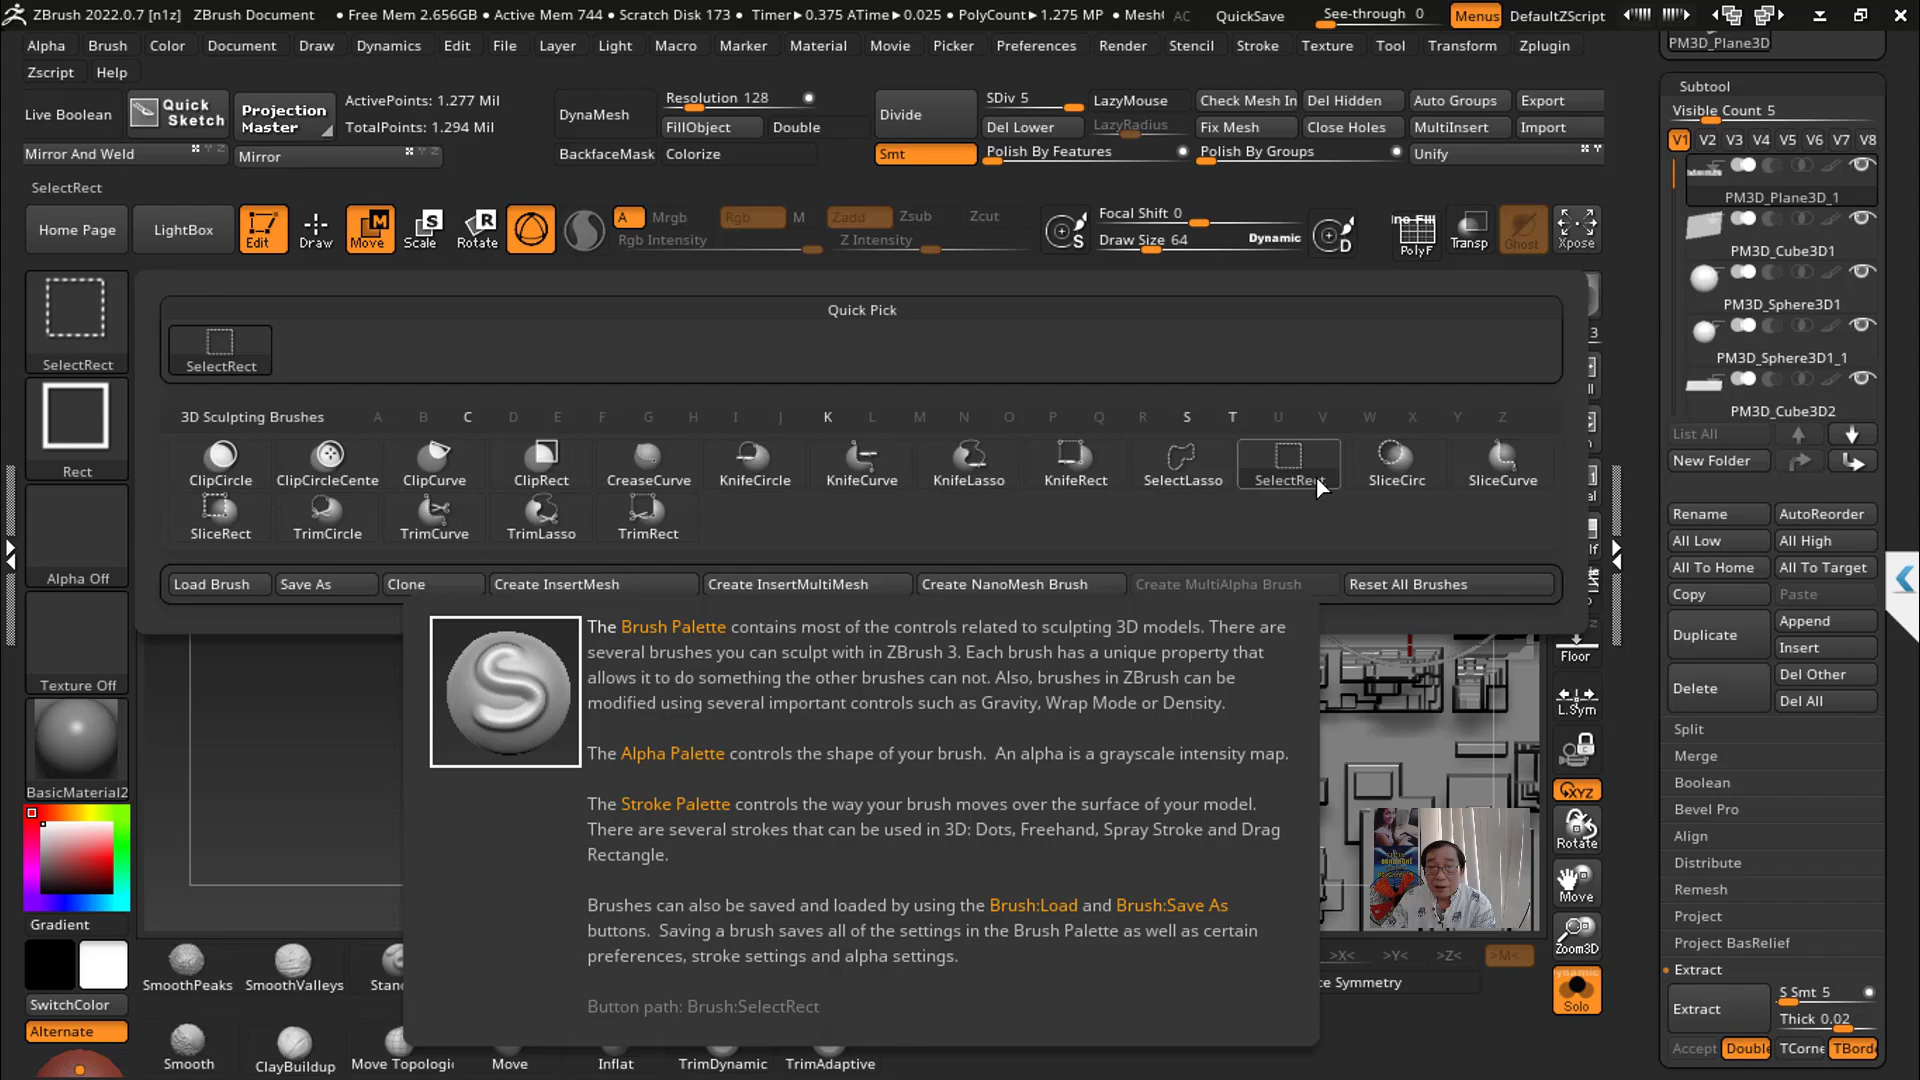 ZBrush 2022.0.7 [n1z] ZBrush Document • Free Mem 2.656GB • Active Mem 744 • Scratch Disk 173 • Timer▶0.375 ATime▶0.025 • PolyCount▶1.275 MP • Mesh AC QuickSave See-through 0 Menus DefaultZScript
Alpha Brush Color Document Draw Dynamics Edit File Layer Light Macro Marker Material Movie Picker Preferences Render Stencil Stroke Texture Tool Transform Zplugin
Zscript Help
PM3D_Plane3D
Subtool
Visible Count 5
V1 V2 V3 V4 V5 V6 V7 V8
Live Boolean Quick Sketch Projection Master ActivePoints: 1.277 Mil DynaMesh Resolution 128 Divide SDiv 5 LazyMouse Check Mesh In Del Hidden Auto Groups Export
TotalPoints: 1.294 Mil FillObject Double Del Lower LazyRadius Fix Mesh Close Holes MultiInsert Import
Mirror And Weld Mirror BackfaceMask Colorize Smt Polish By Features Polish By Groups Unify
SelectRect
Home Page LightBox Edit Draw Move Scale Rotate A Mrgb Rgb M Zadd Zsub Zcut Focal Shift 0 PolyF Transp Ghost Xpose
Rgb Intensity Z Intensity S Draw Size 64 Dynamic D
SelectRect
Rect
Alpha Off
Texture Off
BasicMaterial2
Gradient
SwitchColor
Alternate
Quick Pick
SelectRect
3D Sculpting Brushes A B C D E F G H I J K L M N O P Q R S T U V W X Y Z
ClipCircle ClipCircleCente ClipCurve ClipRect CreaseCurve KnifeCircle KnifeCurve KnifeLasso KnifeRect SelectLasso SelectRect SliceCirc SliceCurve
SliceRect TrimCircle TrimCurve TrimLasso TrimRect
Load Brush Save As Clone Create InsertMesh Create InsertMultiMesh Create NanoMesh Brush Create MultiAlpha Brush Reset All Brushes
The Brush Palette contains most of the controls related to sculpting 3D models. There are
several brushes you can sculpt with in ZBrush 3. Each brush has a unique property that
allows it to do something the other brushes can not. Also, brushes in ZBrush can be
modified using several important controls such as Gravity, Wrap Mode or Density.
The Alpha Palette controls the shape of your brush. An alpha is a grayscale intensity map.
The Stroke Palette controls the way your brush moves over the surface of your model.
There are several strokes that can be used in 3D: Dots, Freehand, Spray Stroke and Drag
Rectangle.
Brushes can also be saved and loaded by using the Brush:Load and Brush:Save As
buttons. Saving a brush saves all of the settings in the Brush Palette as well as certain
preferences, stroke settings and alpha settings.
Button path: Brush:SelectRect
SmoothPeaks SmoothValleys Stan
Smooth ClayBuildup Move Topologic Move Inflat TrimDynamic TrimAdaptive
>X< >Y< >Z< >M<
ce Symmetry
Floor
L.Sym
XYZ
Rotate
Move
Zoom3D
Dynamic
Solo
PM3D_Plane3D_1
PM3D_Cube3D1
PM3D_Sphere3D1
PM3D_Sphere3D1_1
PM3D_Cube3D2
List All
New Folder
Rename AutoReorder
All Low All High
All To Home All To Target
Copy Paste
Duplicate Append
Insert
Delete Del Other
Del All
Split
Merge
Boolean
Bevel Pro
Align
Distribute
Remesh
Project
Project BasRelief
Extract
Extract S Smt 5
Thick 0.02
Accept Double TCorne TBorde